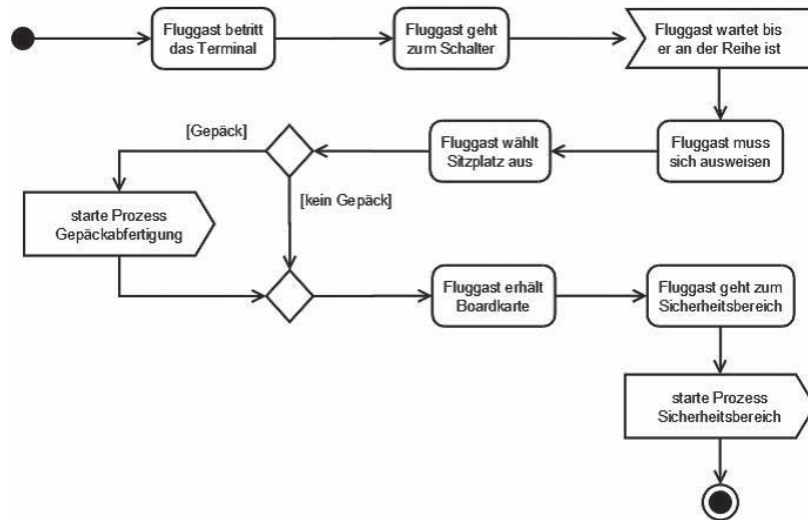 Fluggast betritt
das Terminal
Fluggast geht
zum Schalter
Fluggast wartet bis
er an der Reihe ist
Fluggast muss
sich ausweisen
Fluggast wählt
Sitzplatz aus
[Gepäck]
[kein Gepäck]
starte Prozess
Gepäckabfertigung
Fluggast erhält
Boardkarte
Fluggast geht zum
Sicherheitsbereich
starte Prozess
Sicherheitsbereich